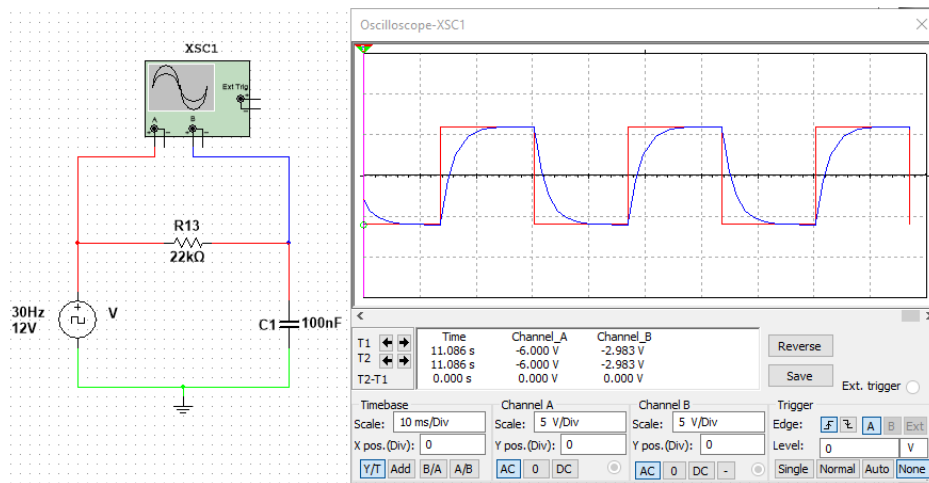 Oscilloscope-XSC1
XSC1
Ext Trig
+
-
A
B
+ - + -
R13
22kΩ
30Hz
12V
+
V
C1
100nF
T1
T2
T2-T1
Time Channel_A Channel_B
11.086 s -6.000 V -2.983 V
11.086 s -6.000 V -2.983 V
0.000 s 0.000 V 0.000 V
Reverse
Save
Ext. trigger
Timebase
Scale: 10 ms/Div
X pos.(Div): 0
Y/T Add B/A A/B
Channel A
Scale: 5 V/Div
Y pos.(Div): 0
AC 0 DC
Channel B
Scale: 5 V/Div
Y pos.(Div): 0
AC 0 DC -
Trigger
Edge: A B Ext
Level: 0 V
Single Normal Auto None